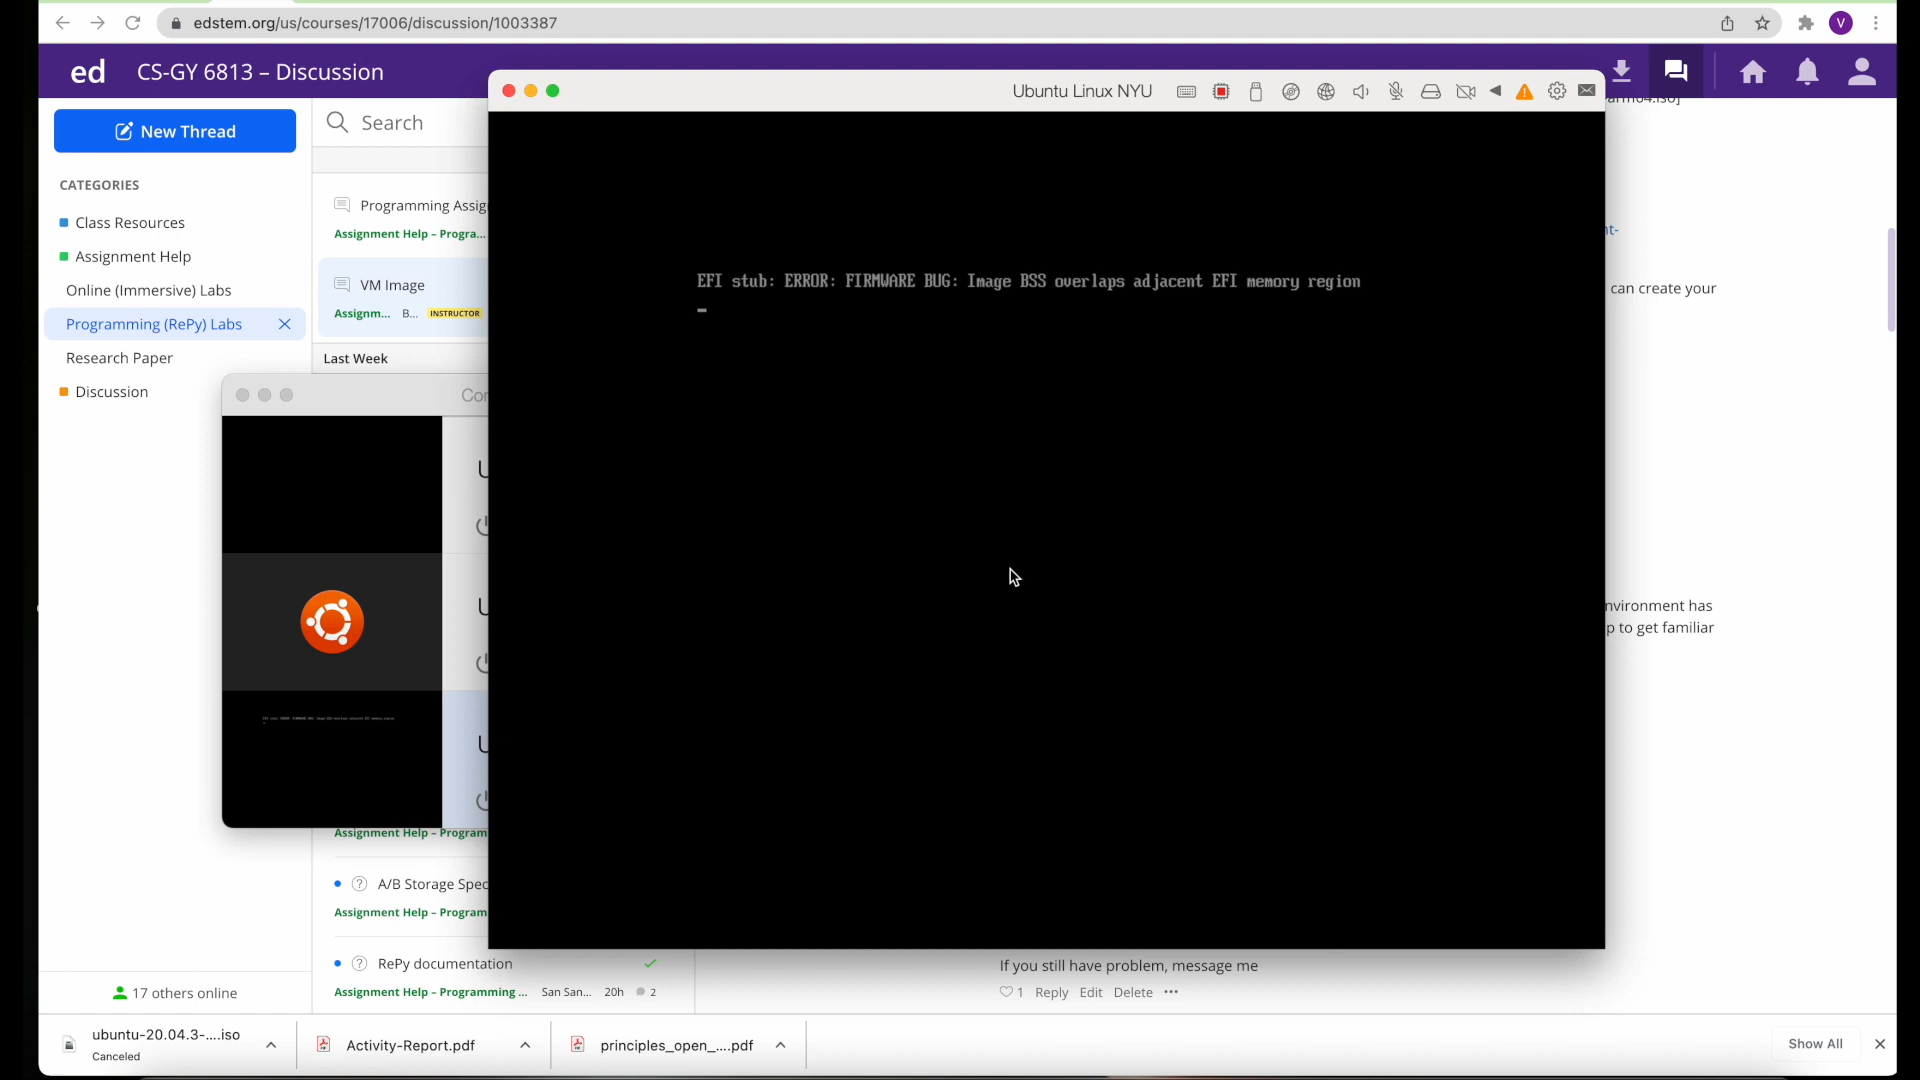 edstem.org/us/courses/17006/discussion/1003387
V
ed
CS-GY 6813 – Discussion
Ubuntu Linux NYU
New Thread
Search
CATEGORIES
Class Resources
Assignment Help
Online (Immersive) Labs
Programming (RePy) Labs
Research Paper
Discussion
Programming Assig
Assignment Help – Progra...
VM Image
Assignm... B... INSTRUCTOR
Last Week
EFI stub: ERROR: FIRMWARE BUG: Image BSS overlaps adjacent EFI memory region
nt-
can create your
Con
nvironment has
p to get familiar
Assignment Help – Program
A/B Storage Spec
Assignment Help – Program
RePy documentation
Assignment Help – Programming ... San San... 20h 2
If you still have problem, message me
1 Reply Edit Delete
17 others online
ubuntu-20.04.3-....iso
Canceled
Activity-Report.pdf
principles_open_....pdf
Show All